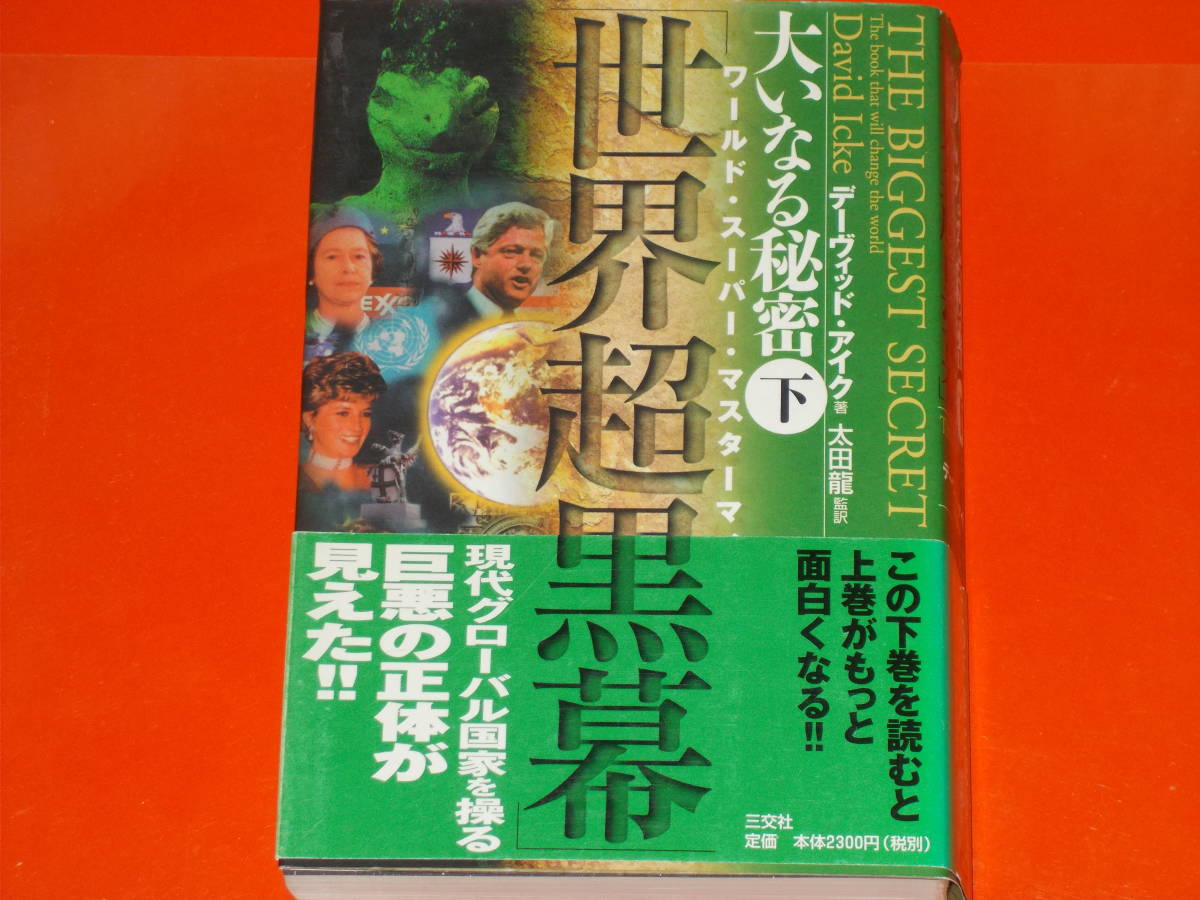 THE BIGGEST SECRET
The book that will change the world
David Icke
デーヴィッド・アイク 著
太田龍 監訳
大いなる秘密 下
ワールド・スーパー・マスターマ
「世界超黒幕」
EXXON
この下巻を読むと
上巻がもっと
面白くなる!!
現代グローバル国家を操る
巨悪の正体が
見えた!!
三交社
定価 本体2300円(税別)